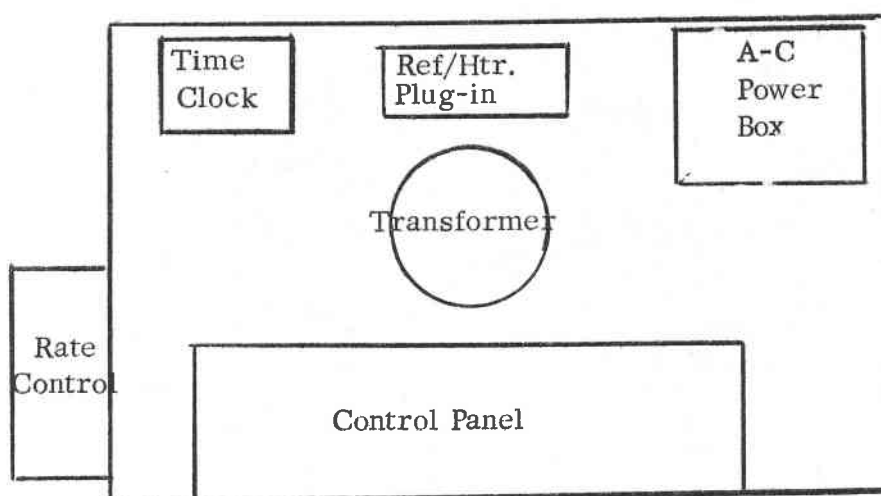 Time
Clock
Ref/Htr.
Plug-in
A-C
Power
Box
Transformer
Rate
Control
Control Panel